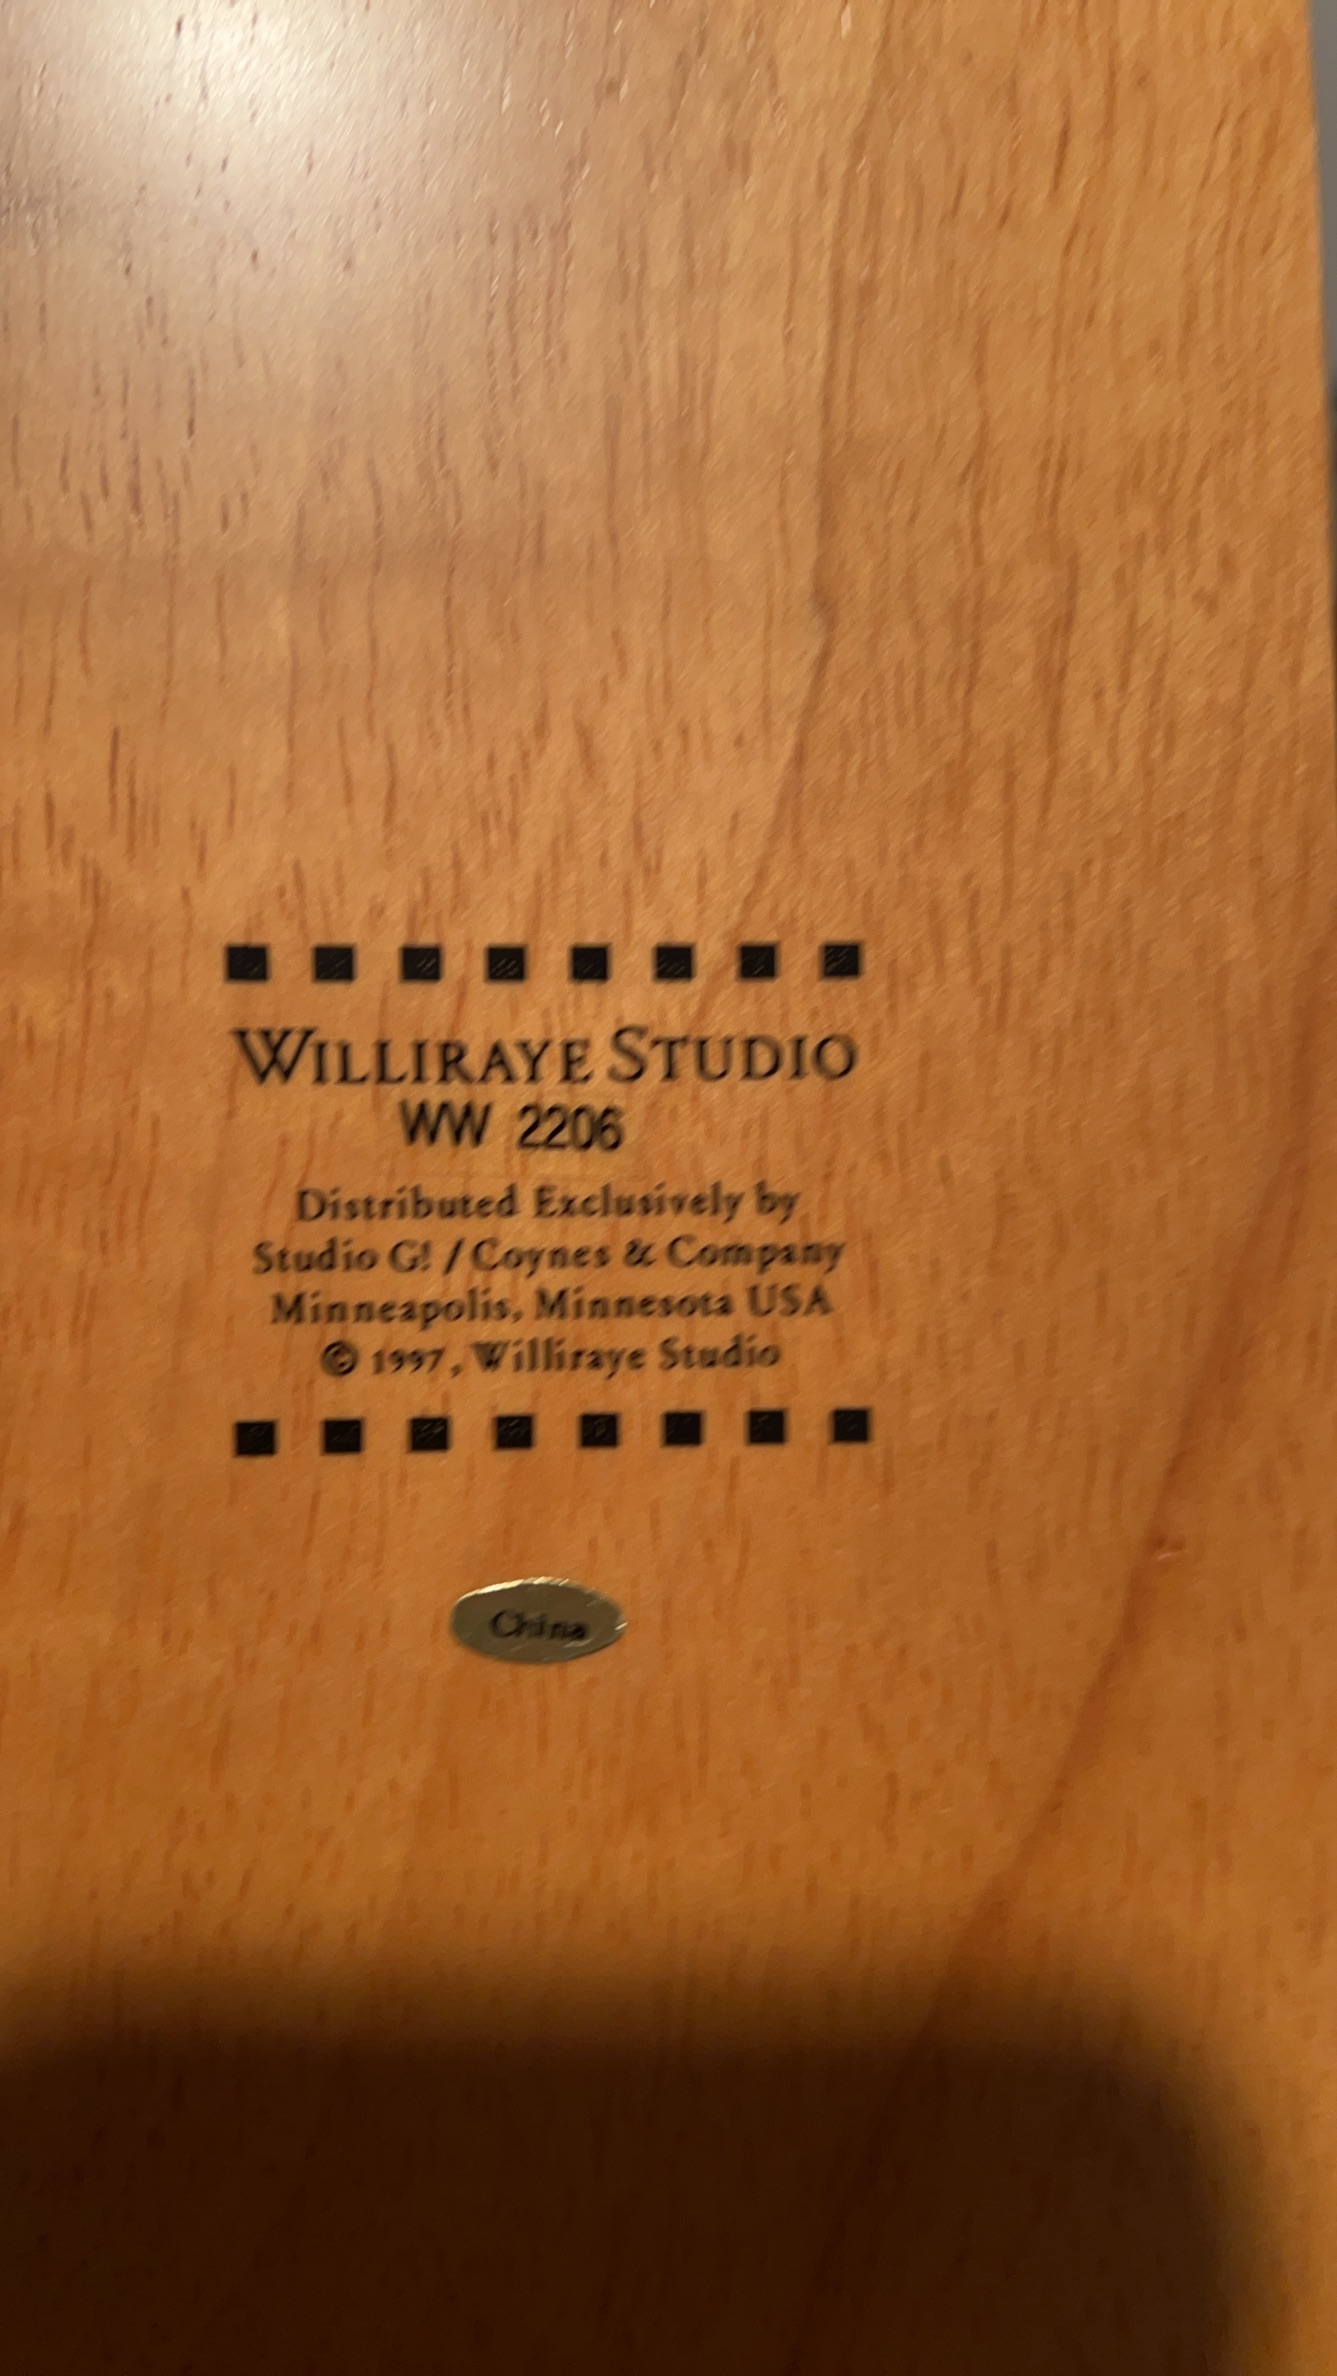 WILLIRAYE STUDIO
WW 2206
Distributed Exclusively by
Studio G! / Coynes & Company
Minneapolis, Minnesota USA
© 1997, Williraye Studio
China